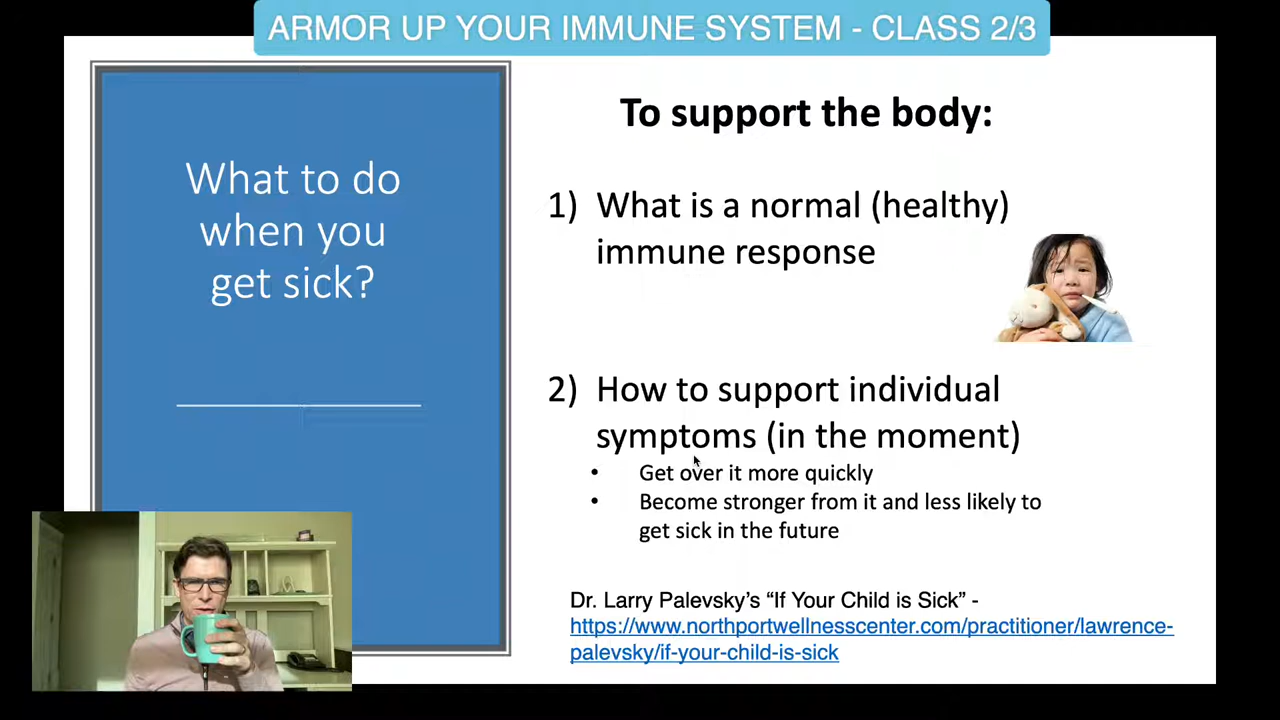 ARMOR UP YOUR IMMUNE SYSTEM - CLASS 2/3
What to do
when you
get sick?
To support the body:
1) What is a normal (healthy)
immune response
2) How to support individual
symptoms (in the moment)
• Get over it more quickly
• Become stronger from it and less likely to
get sick in the future
Dr. Larry Palevsky's “If Your Child is Sick” -
https://www.northportwellnesscenter.com/practitioner/lawrence-
palevsky/if-your-child-is-sick